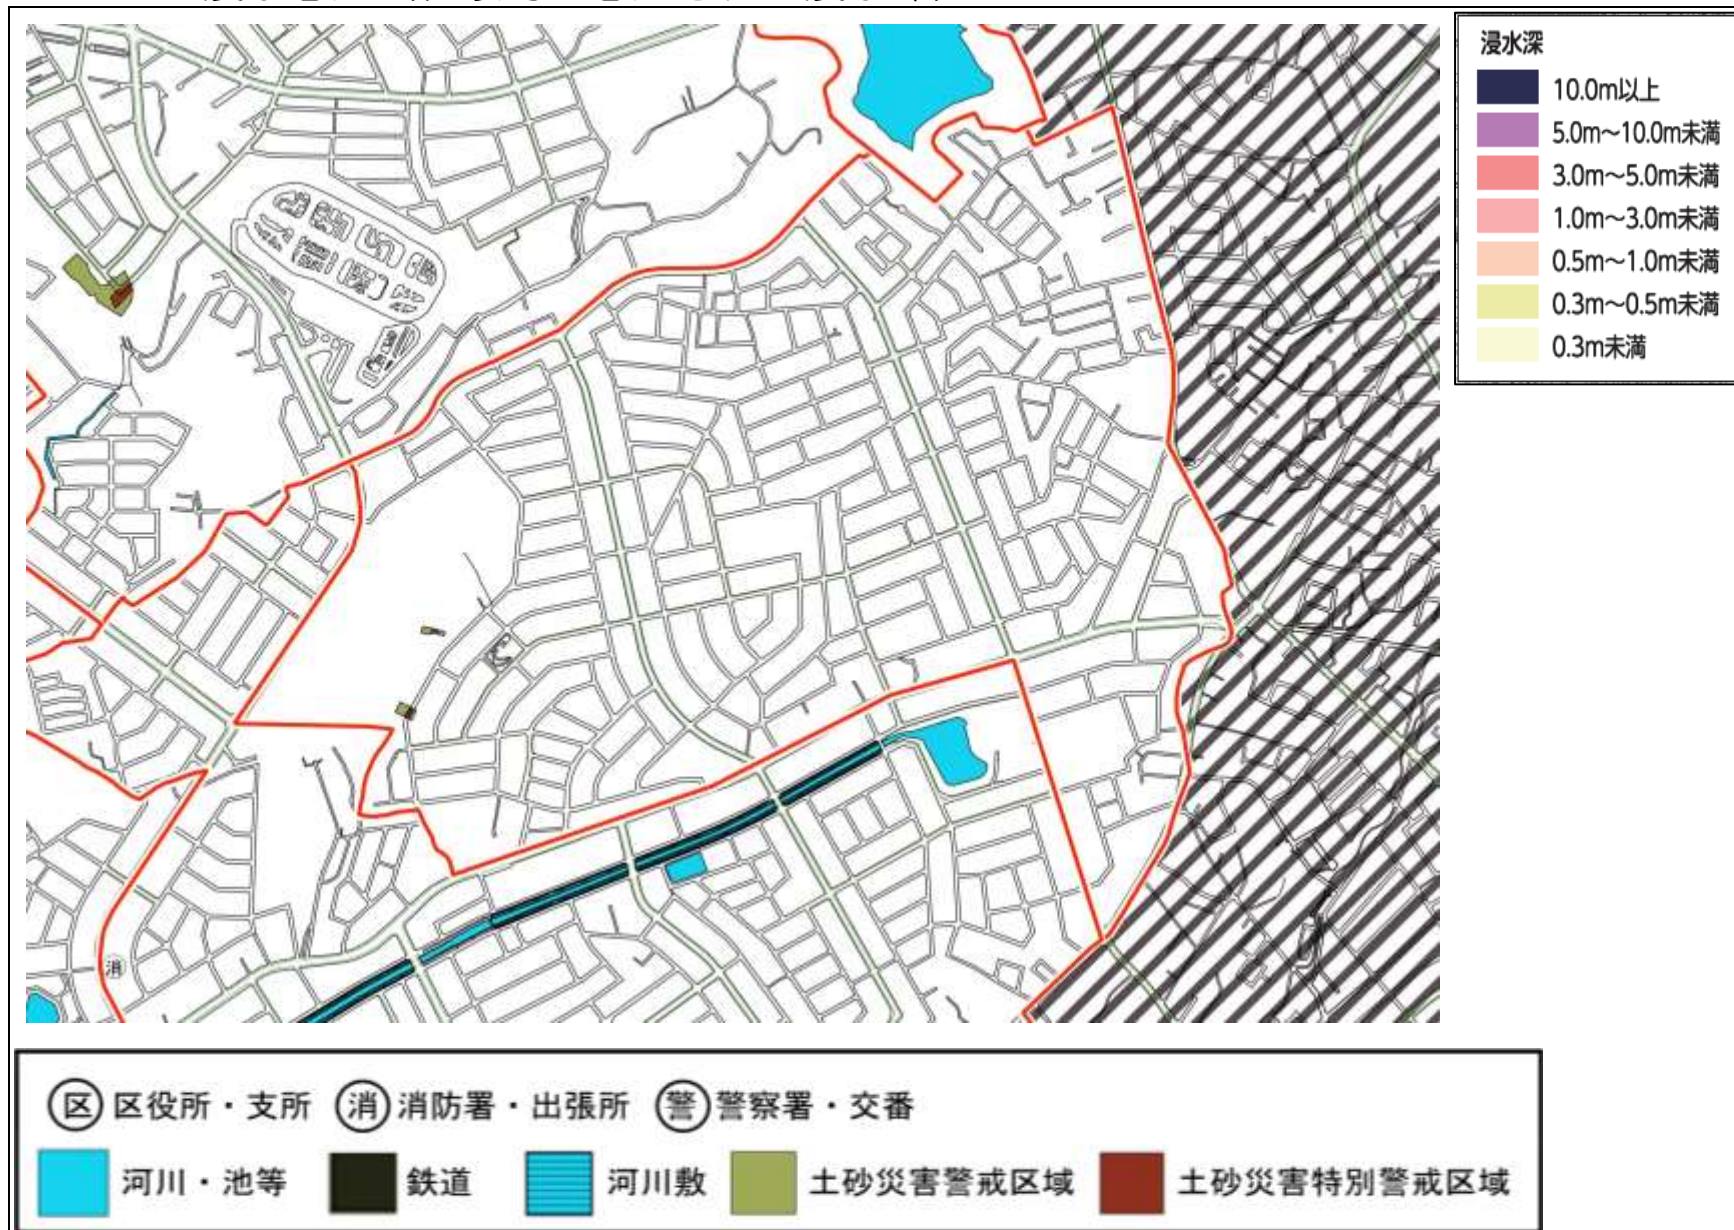 浸水深
10.0m以上
5.0m〜10.0m未満
3.0m〜5.0m未満
1.0m〜3.0m未満
0.5m〜1.0m未満
0.3m〜0.5m未満
0.3m未満
消
区 区役所・支所 消 消防署・出張所 警 警察署・交番
河川・池等 鉄道 河川敷 土砂災害警戒区域 土砂災害特別警戒区域